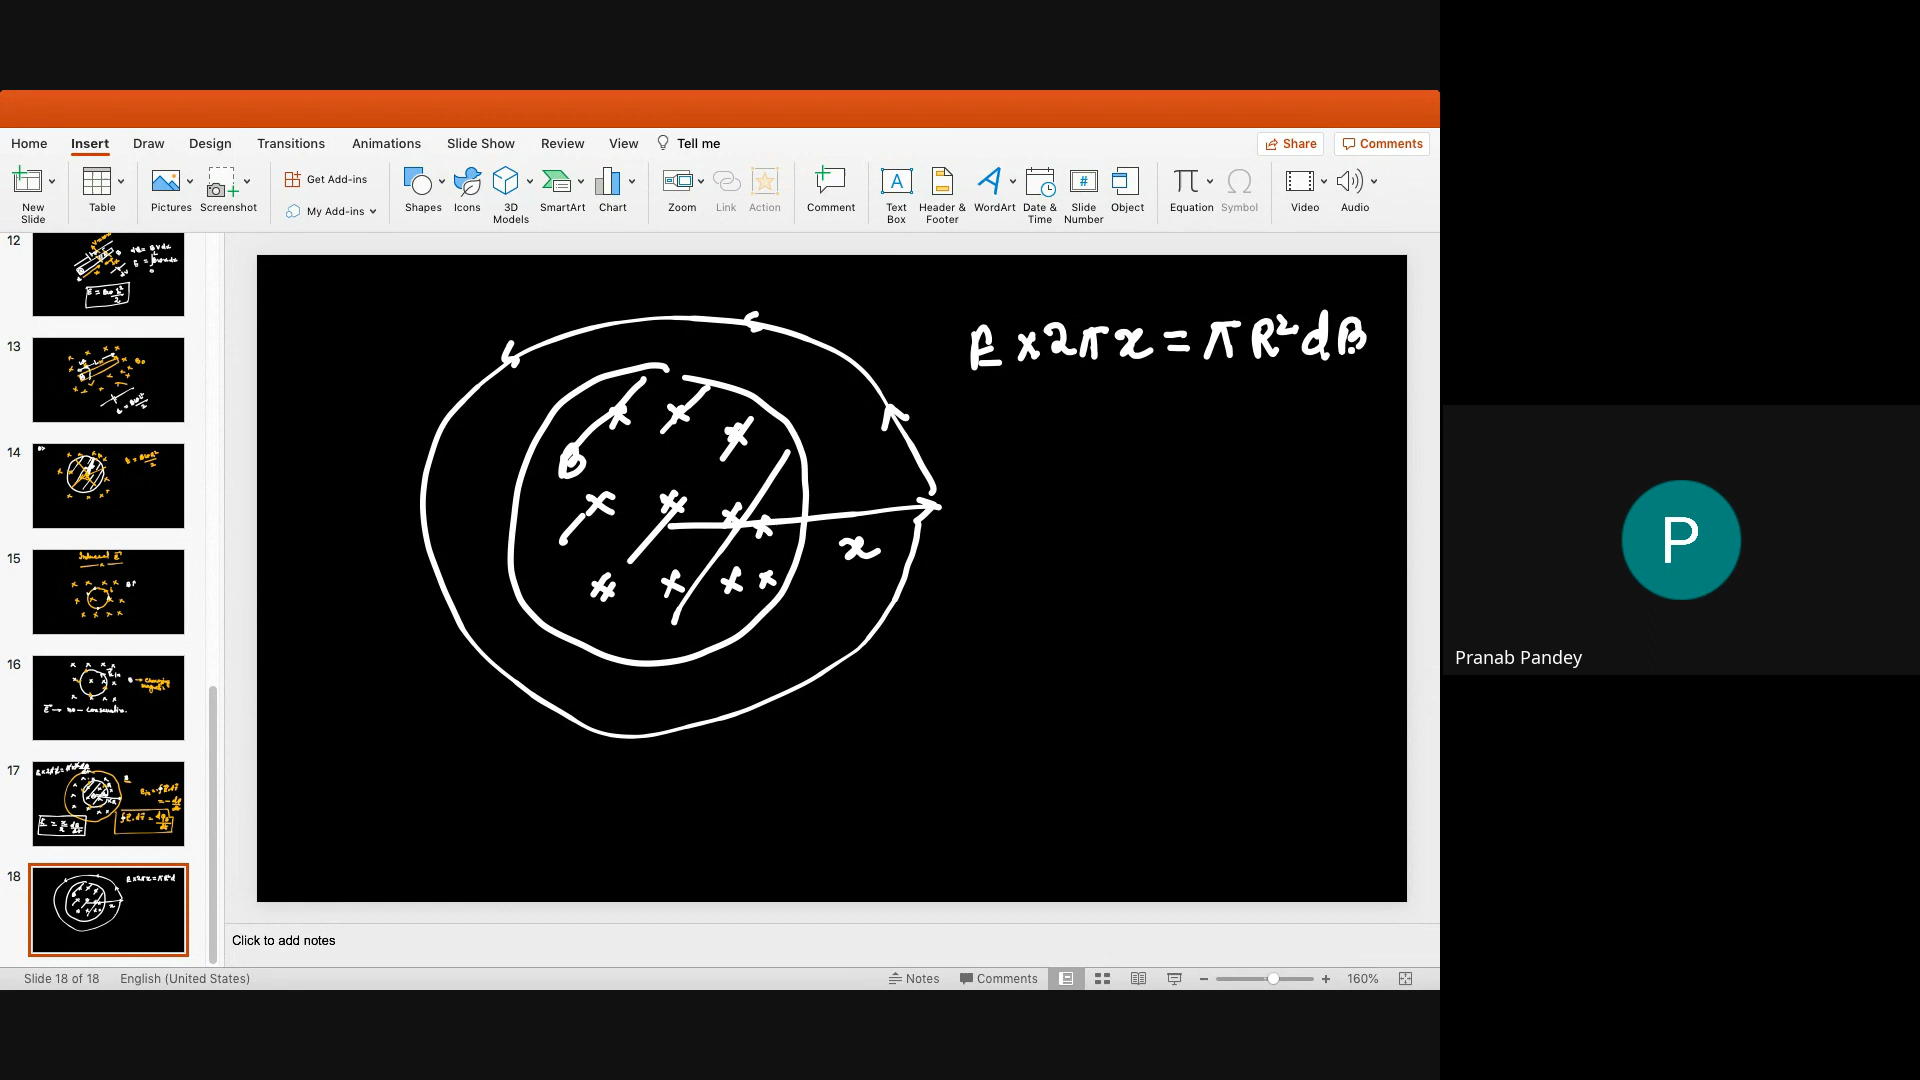 Home Insert Draw Design Transitions Animations Slide Show Review View Tell me Share Comments
New Slide Table Pictures Screenshot Get Add-ins My Add-ins Shapes Icons 3D Models SmartArt Chart Zoom Link Action Comment A Text Box Header & Footer WordArt Date & Time # Slide Number Object π Equation Ω Symbol Video Audio
12
13
14
15
16
17
18
E × 2πx = πR²dB
B
x
P
Pranab Pandey
Click to add notes
Slide 18 of 18 English (United States) Notes Comments 160%